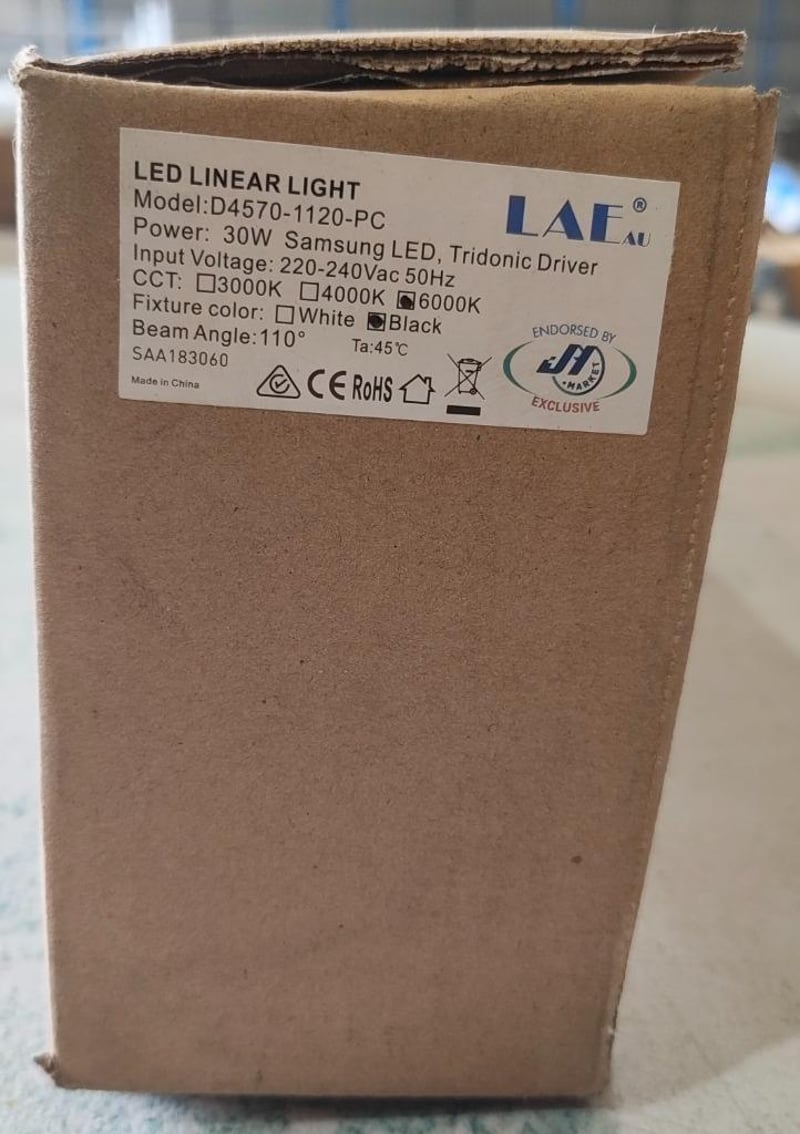 LED LINEAR LIGHT
LAE® AU
Model:D4570-1120-PC
Power: 30W Samsung LED, Tridonic Driver
Input Voltage: 220-240Vac 50Hz
CCT: 3000K 4000K 6000K
Fixture color: White Black
Beam Angle:110° Ta:45℃
SAA183060
Made in China
CE RoHS
ENDORSED BY
JH
MARKET
EXCLUSIVE